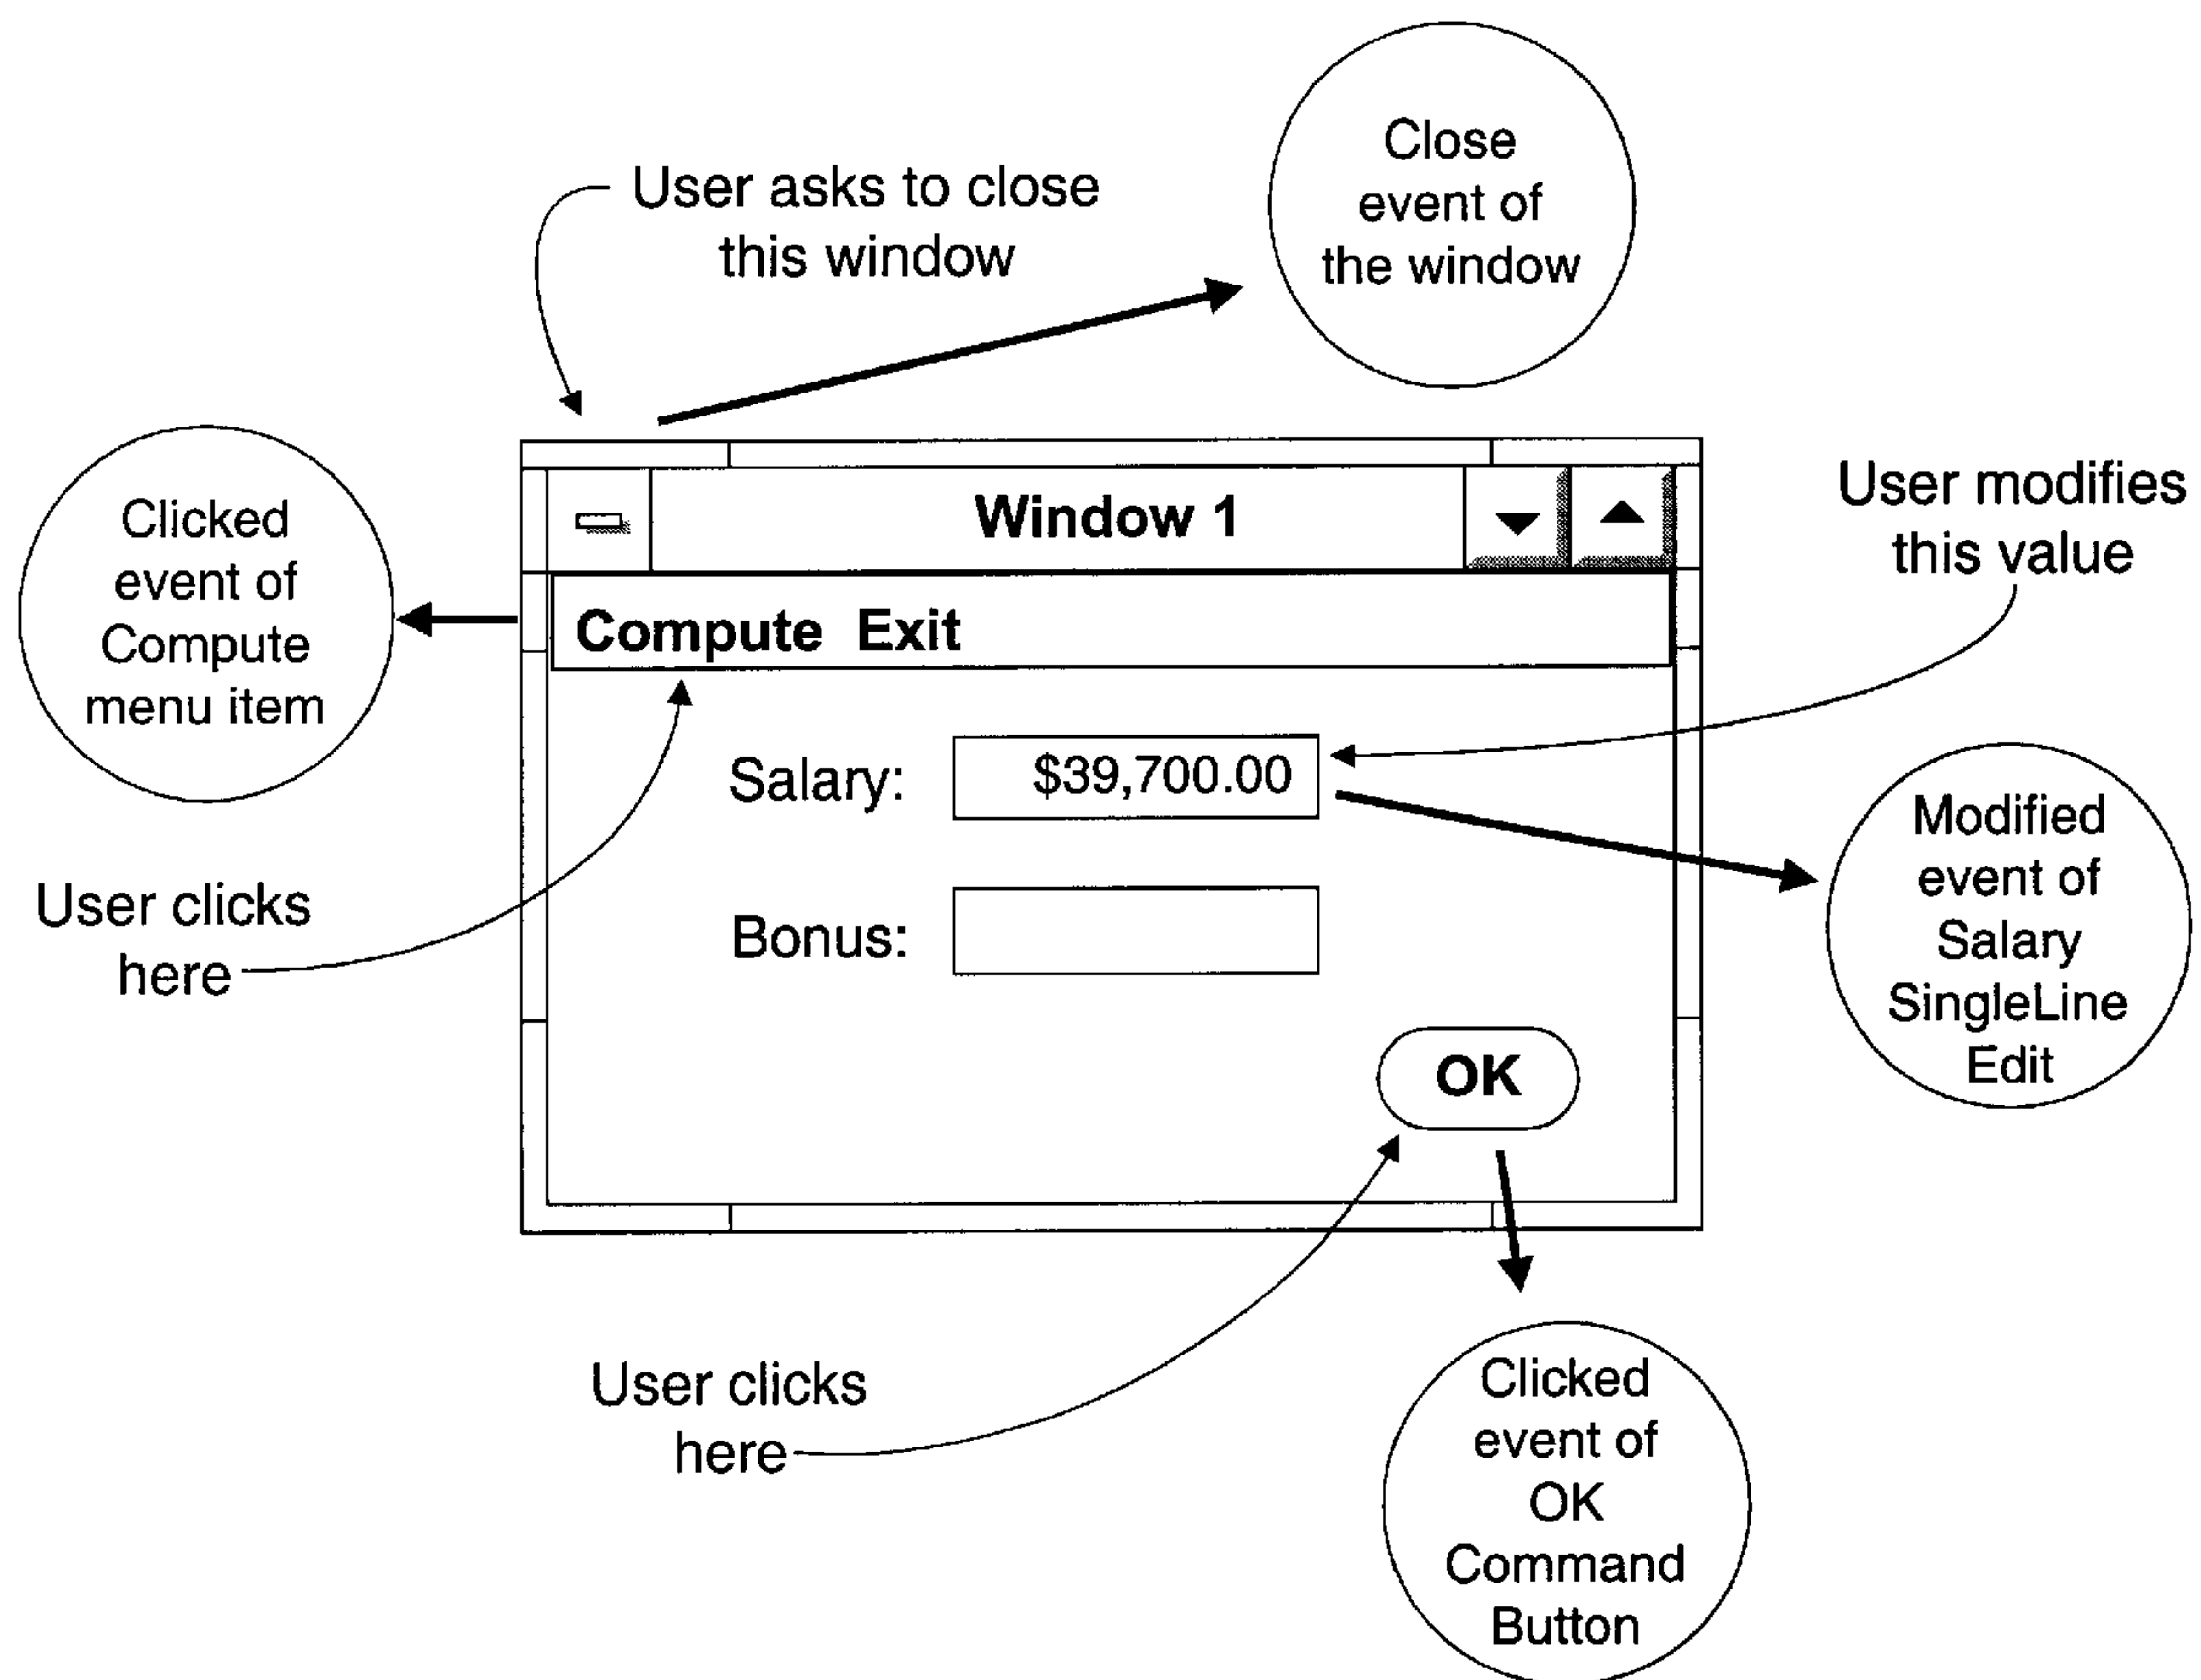 User asks to close
this window
Close
event of
the window
Clicked
event of
Compute
menu item
Window 1
Compute Exit
User modifies
this value
Salary: $39,700.00
Bonus:
Modified
event of
Salary
SingleLine
Edit
User clicks
here
OK
User clicks
here
Clicked
event of
OK
Command
Button